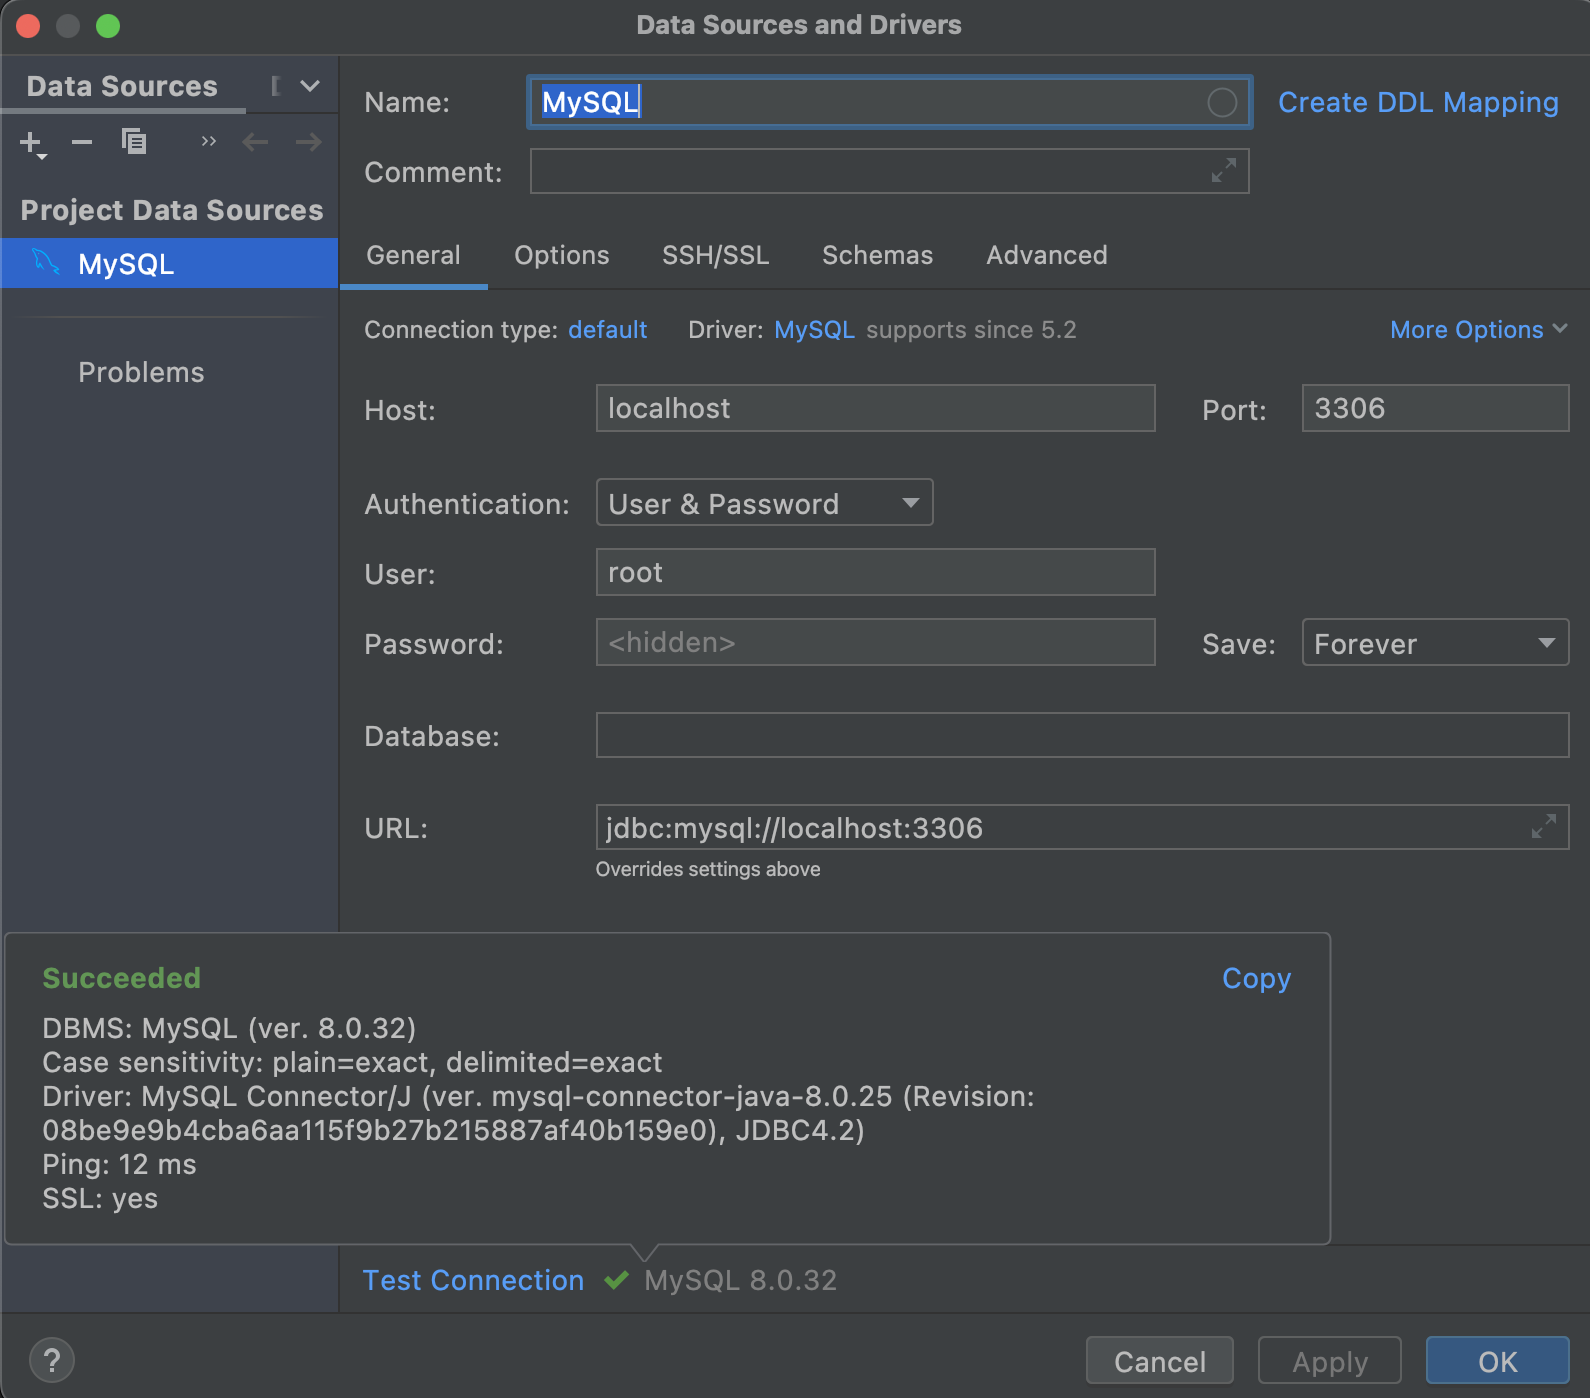 Data Sources and Drivers
Data Sources
Name: MySQL Create DDL Mapping
Comment:
Project Data Sources
MySQL
Problems
General Options SSH/SSL Schemas Advanced
Connection type: default Driver: MySQL supports since 5.2 More Options
Host: localhost Port: 3306
Authentication: User & Password
User: root
Password: <hidden> Save: Forever
Database:
URL: jdbc:mysql://localhost:3306
Overrides settings above
Succeeded Copy
DBMS: MySQL (ver. 8.0.32)
Case sensitivity: plain=exact, delimited=exact
Driver: MySQL Connector/J (ver. mysql-connector-java-8.0.25 (Revision:
08be9e9b4cba6aa115f9b27b215887af40b159e0), JDBC4.2)
Ping: 12 ms
SSL: yes
Test Connection MySQL 8.0.32
? Cancel Apply OK